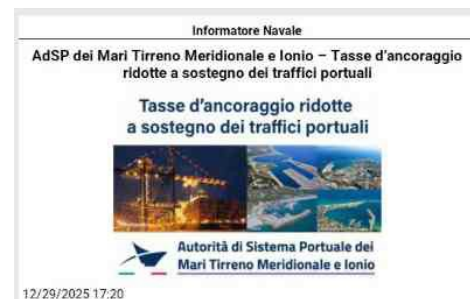 Informatore Navale
AdSP dei Mari Tirreno Meridionale e Ionio – Tasse d'ancoraggio
ridotte a sostegno dei traffici portuali
Tasse d'ancoraggio ridotte
a sostegno dei traffici portuali
Autorità di Sistema Portuale dei
Mari Tirreno Meridionale e Ionio
12/29/2025 17:20